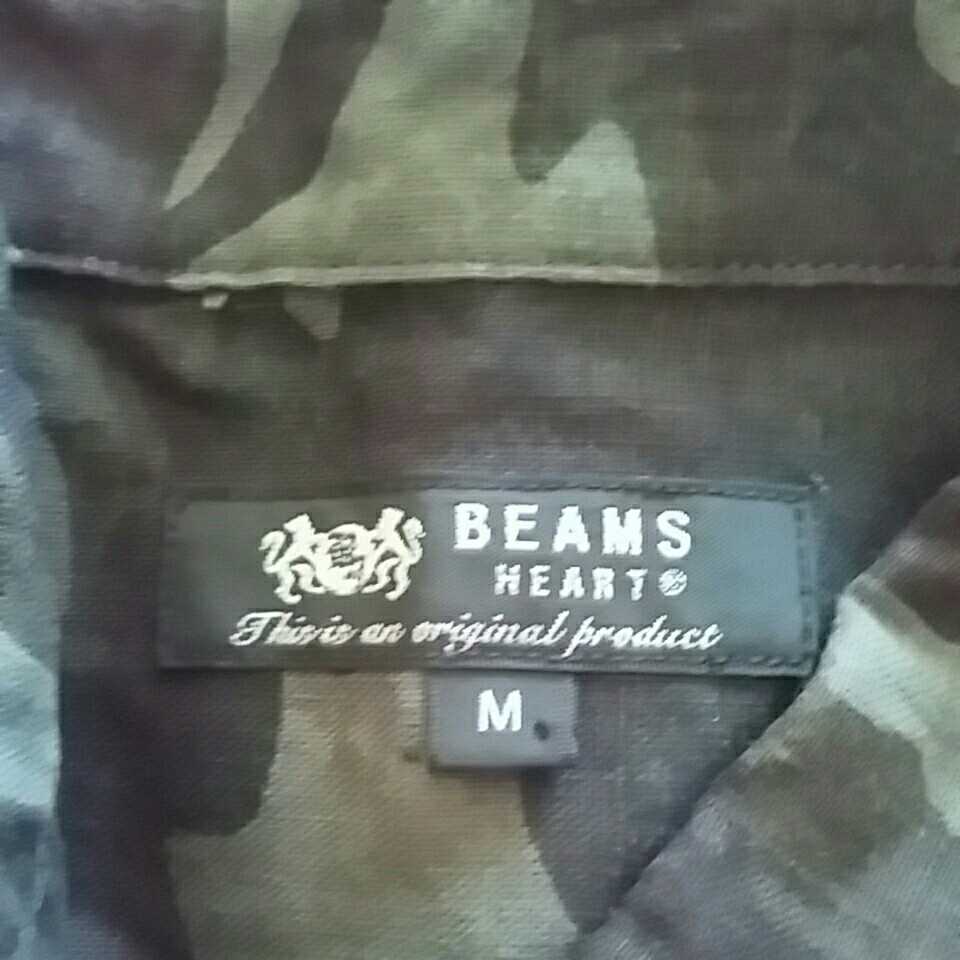 BEAMS
HEART®
This is an original product
M